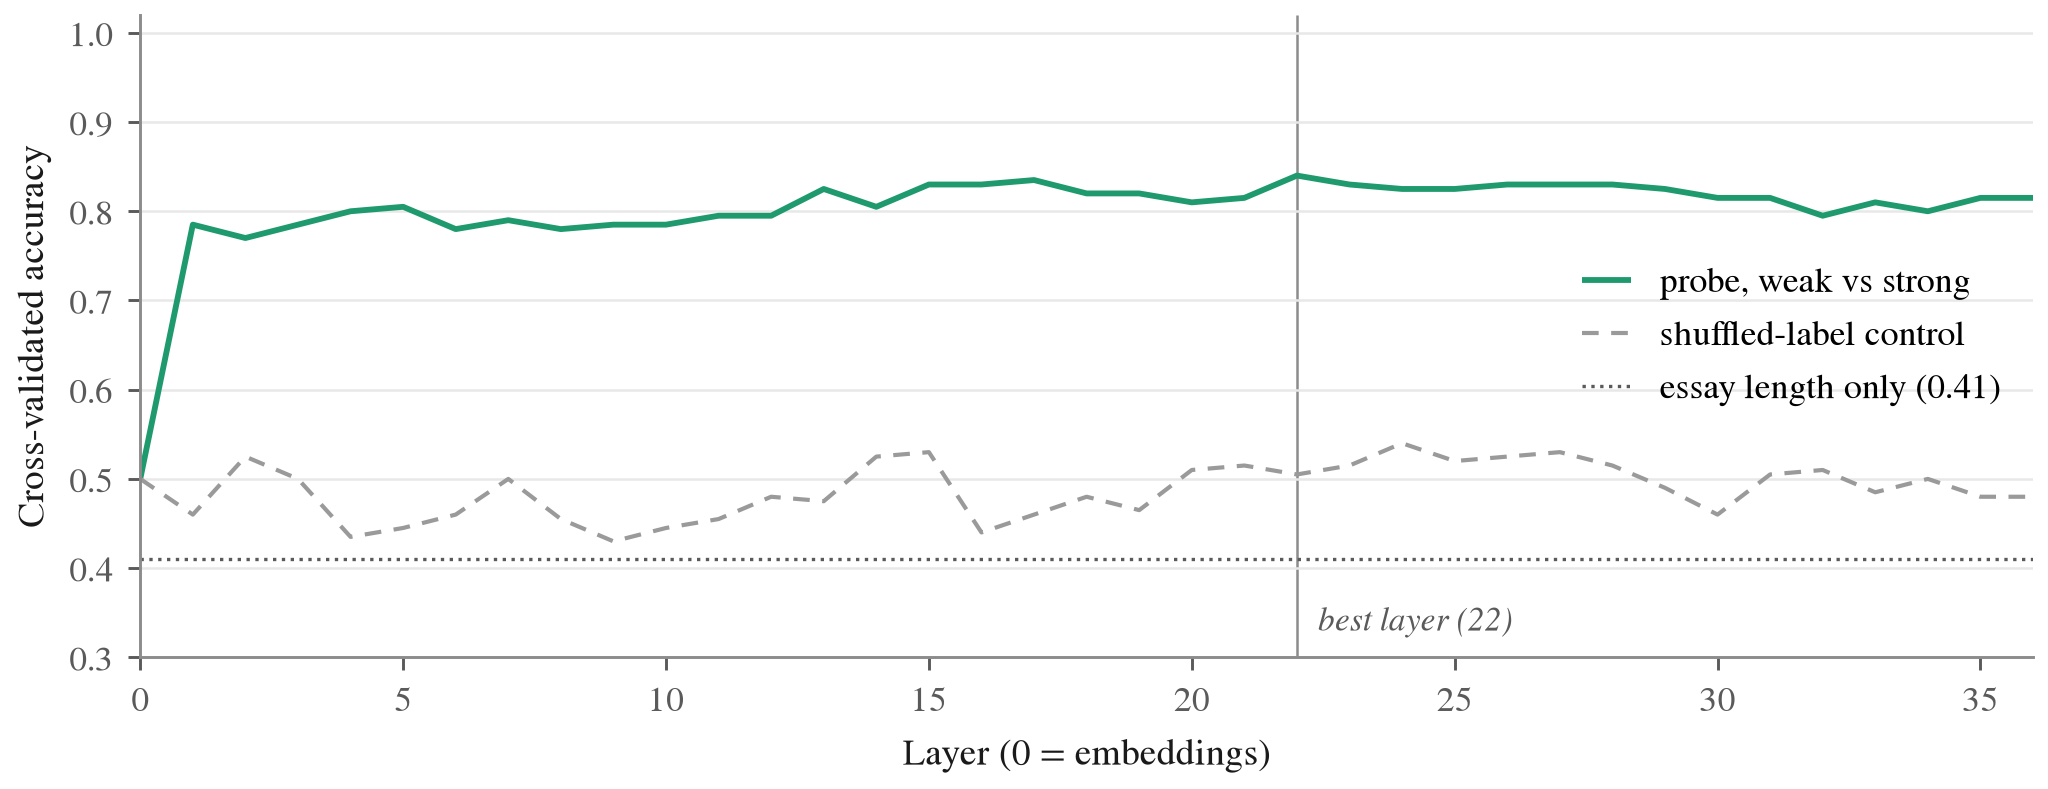 1.0
0.9
0.8
0.7
0.6
0.5
0.4
0.3
Cross-validated accuracy
probe, weak vs strong
shuffled-label control
essay length only (0.41)
best layer (22)
0 5 10 15 20 25 30 35
Layer (0 = embeddings)